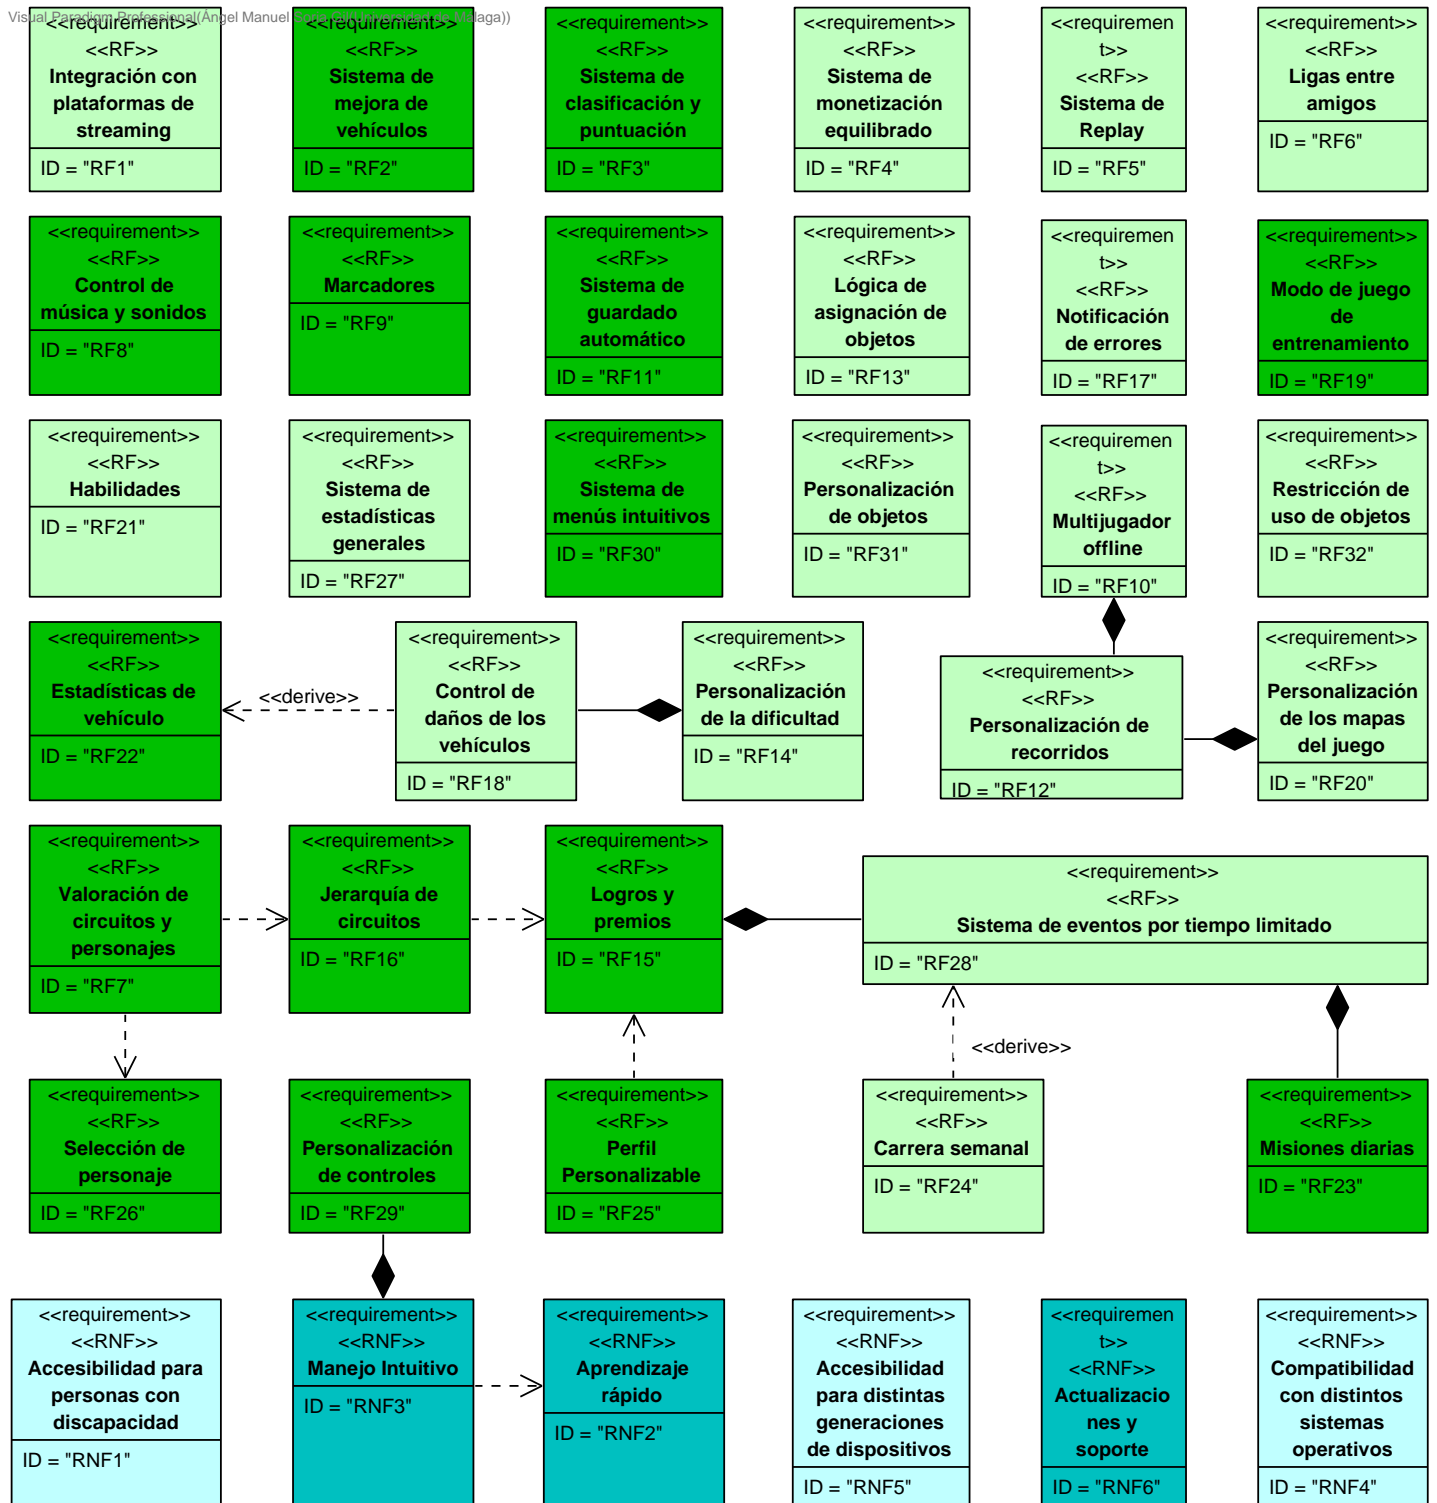 Visual Paradigm Professional(Ángel Manuel
<<requirement>>
<<RF>>
Integración con
plataformas de
streaming
ID = "RF1"
<<requirement>>
<<RF>>
Sistema de
mejora de
vehículos
ID = "RF2"
<<requirement>>
<<RF>>
Sistema de
clasificación y
puntuación
ID = "RF3"
<<requirement>>
<<RF>>
Sistema de
monetización
equilibrado
ID = "RF4"
<<requiremen
t>>
<<RF>>
Sistema de
Replay
ID = "RF5"
<<requirement>>
<<RF>>
Ligas entre
amigos
ID = "RF6"
<<requirement>>
<<RF>>
Control de
música y sonidos
ID = "RF8"
<<requirement>>
<<RF>>
Marcadores
ID = "RF9"
<<requirement>>
<<RF>>
Sistema de
guardado
automático
ID = "RF11"
<<requirement>>
<<RF>>
Lógica de
asignación de
objetos
ID = "RF13"
<<requiremen
t>>
<<RF>>
Notificación
de errores
ID = "RF17"
<<requirement>>
<<RF>>
Modo de juego
de
entrenamiento
ID = "RF19"
<<requirement>>
<<RF>>
Habilidades
ID = "RF21"
<<requirement>>
<<RF>>
Sistema de
estadísticas
generales
ID = "RF27"
<<requirement>>
<<RF>>
Sistema de
menús intuitivos
ID = "RF30"
<<requirement>>
<<RF>>
Personalización
de objetos
ID = "RF31"
<<requiremen
t>>
<<RF>>
Multijugador
offline
ID = "RF10"
<<requirement>>
<<RF>>
Restricción de
uso de objetos
ID = "RF32"
<<requirement>>
<<RF>>
Estadísticas de
vehículo
ID = "RF22"
<<derive>>
<<requirement>>
<<RF>>
Control de
daños de los
vehículos
ID = "RF18"
<<requirement>>
<<RF>>
Personalización
de la dificultad
ID = "RF14"
<<requirement>>
<<RF>>
Personalización de
recorridos
ID = "RF12"
<<requirement>>
<<RF>>
Personalización
de los mapas
del juego
ID = "RF20"
<<requirement>>
<<RF>>
Valoración de
circuitos y
personajes
ID = "RF7"
<<requirement>>
<<RF>>
Jerarquía de
circuitos
ID = "RF16"
<<requirement>>
<<RF>>
Logros y
premios
ID = "RF15"
<<requirement>>
<<RF>>
Sistema de eventos por tiempo limitado
ID = "RF28"
<<derive>>
<<requirement>>
<<RF>>
Selección de
personaje
ID = "RF26"
<<requirement>>
<<RF>>
Personalización
de controles
ID = "RF29"
<<requirement>>
<<RF>>
Perfil
Personalizable
ID = "RF25"
<<requirement>>
<<RF>>
Carrera semanal
ID = "RF24"
<<requirement>>
<<RF>>
Misiones diarias
ID = "RF23"
<<requirement>>
<<RNF>>
Accesibilidad para
personas con
discapacidad
ID = "RNF1"
<<requirement>>
<<RNF>>
Manejo Intuitivo
ID = "RNF3"
<<requirement>>
<<RNF>>
Aprendizaje
rápido
ID = "RNF2"
<<requirement>>
<<RNF>>
Accesibilidad
para distintas
generaciones
de dispositivos
ID = "RNF5"
<<requiremen
t>>
<<RNF>>
Actualizacio
nes y
soporte
ID = "RNF6"
<<requirement>>
<<RNF>>
Compatibilidad
con distintos
sistemas
operativos
ID = "RNF4"